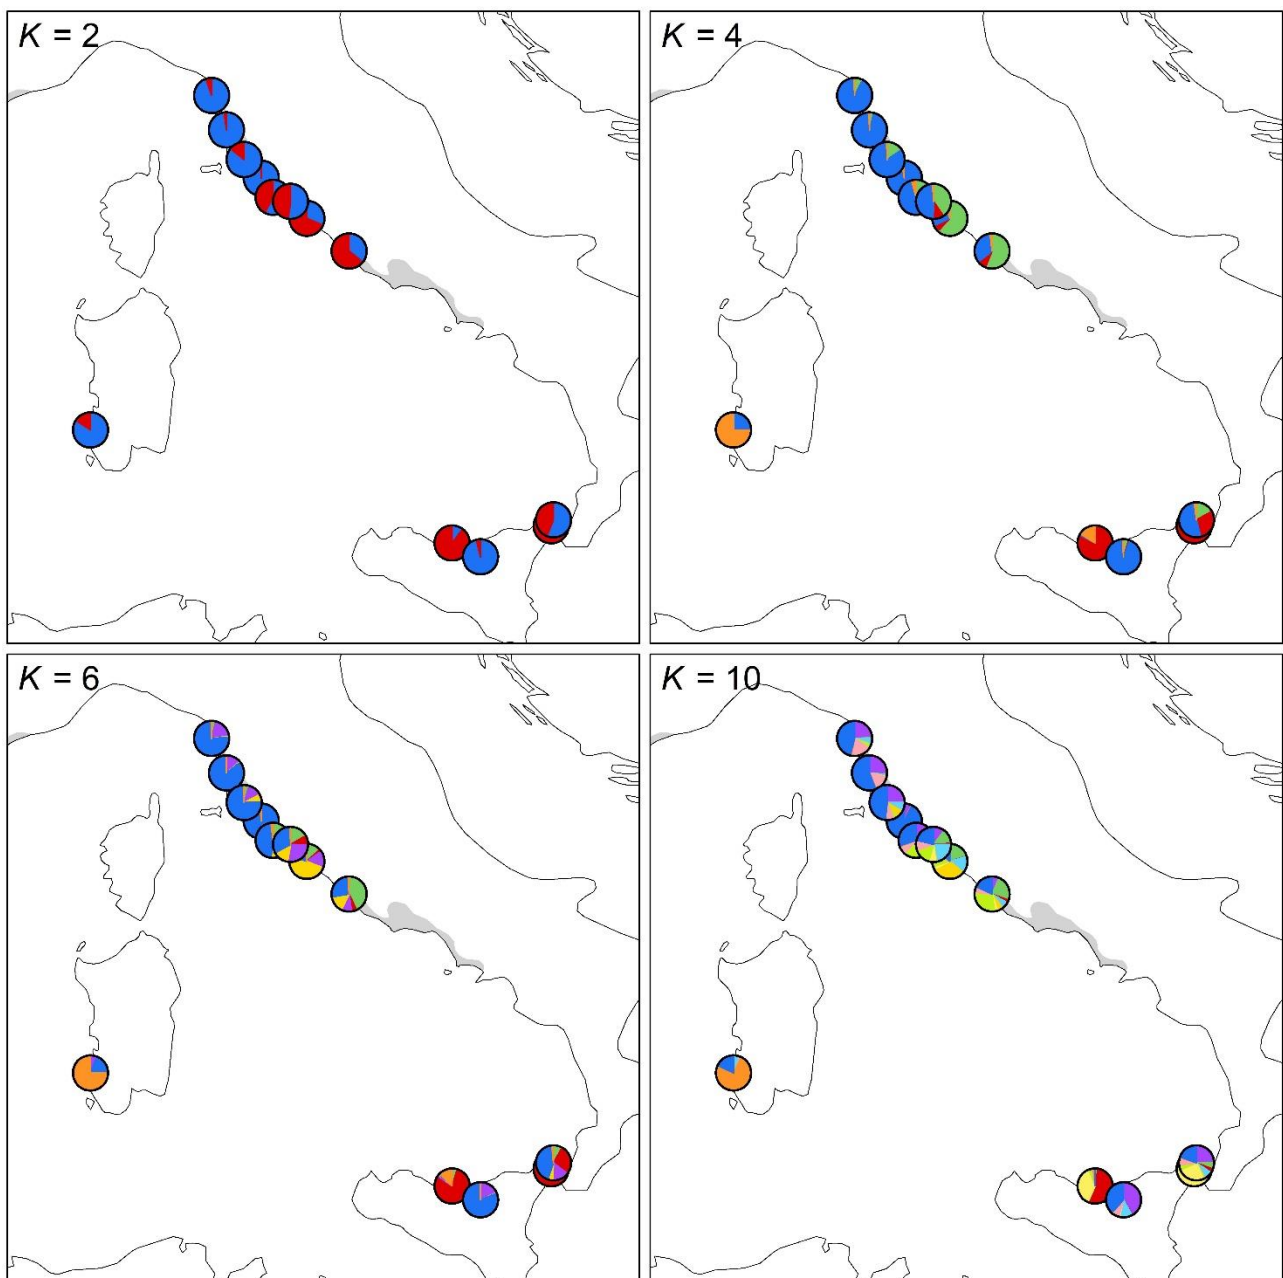 K = 2
K = 4
K = 6
K = 10